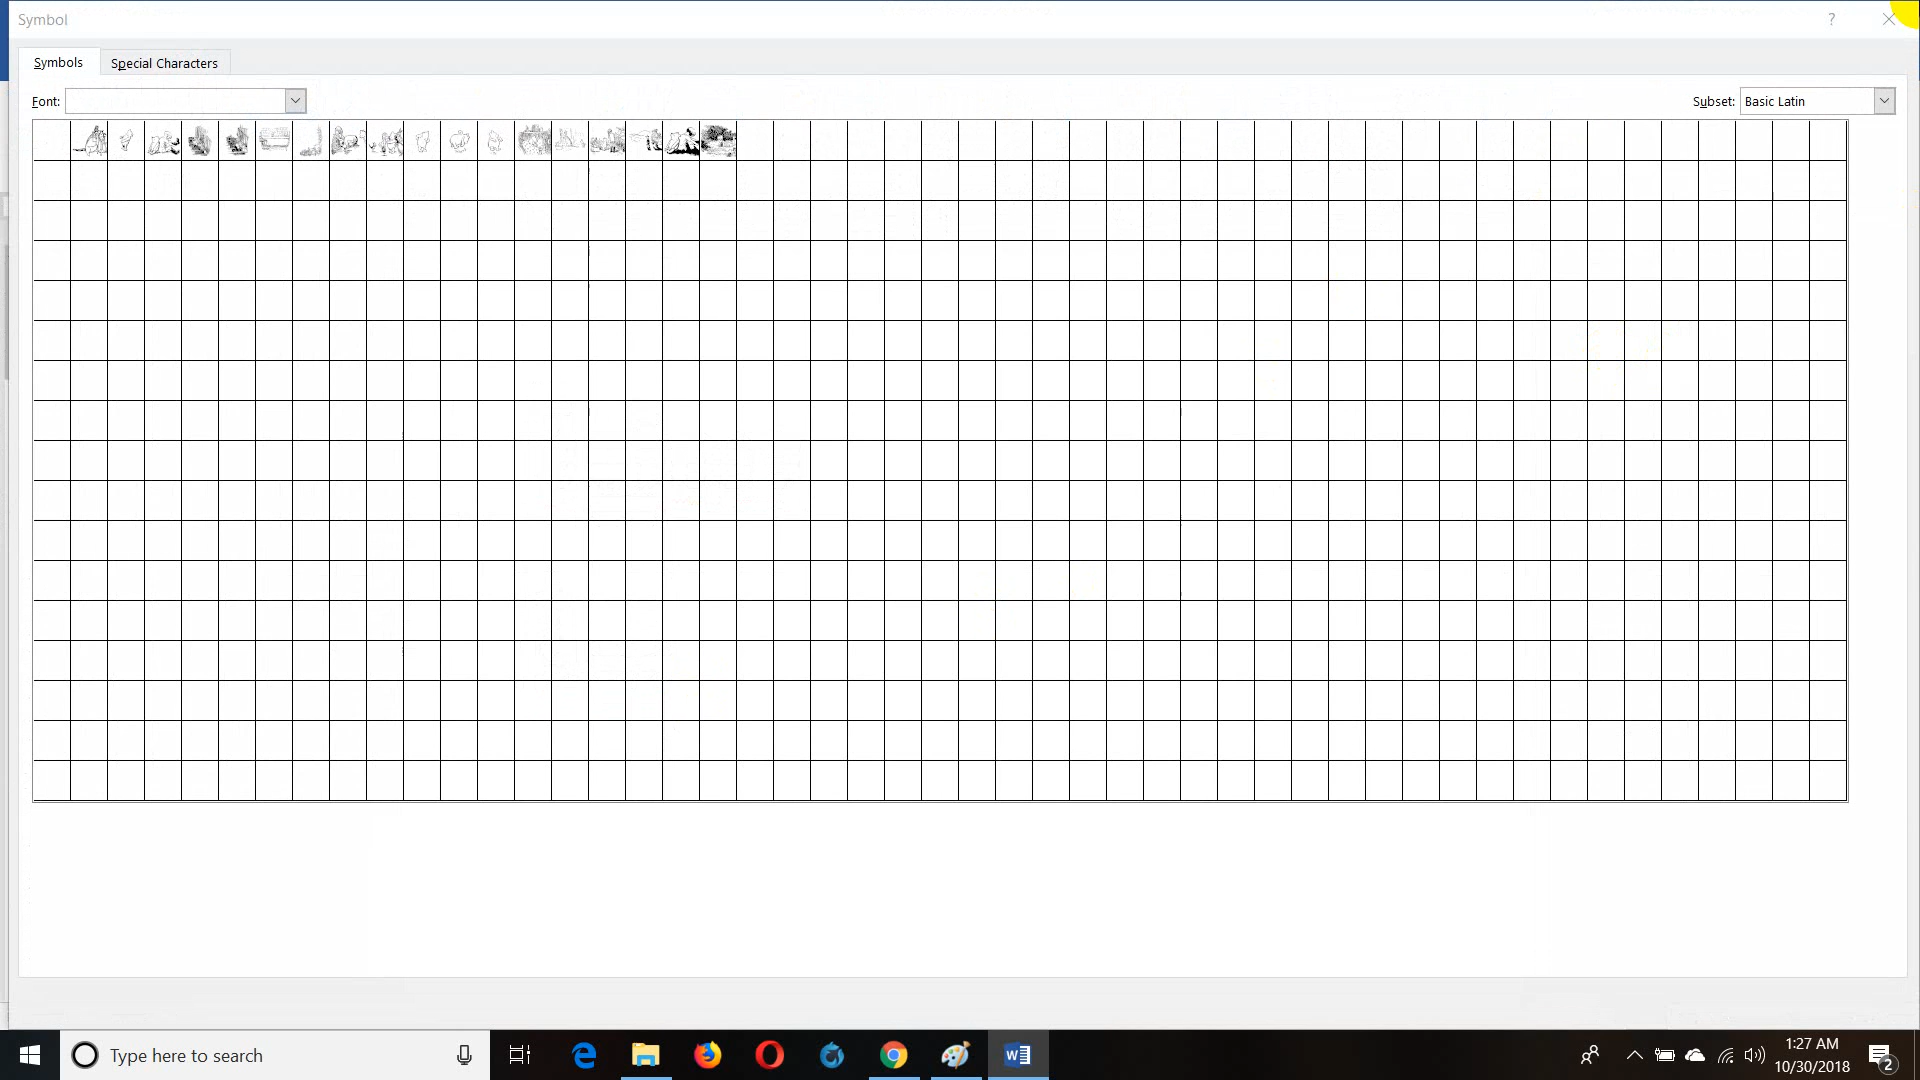 Symbol
?
Symbols
Special Characters
Font:
Subset: Basic Latin
Type here to search
1:27 AM
10/30/2018
2